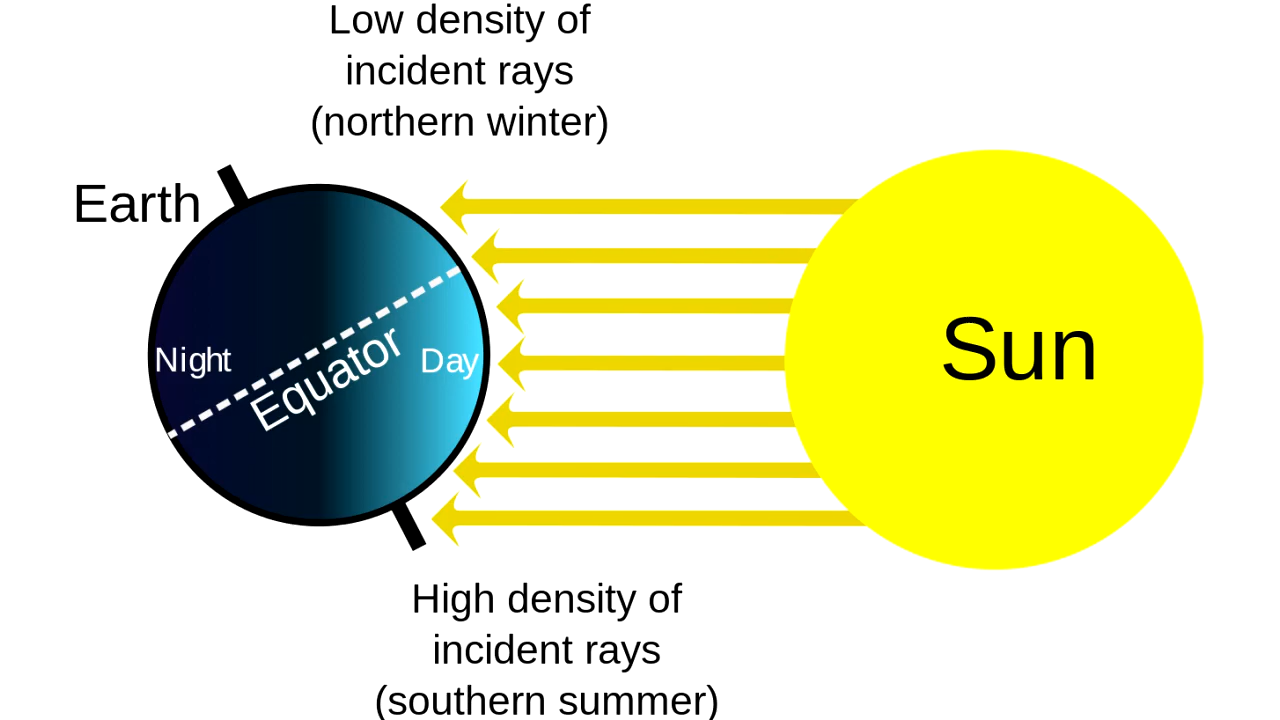 Low density of
incident rays
(northern winter)
Earth
Sun
Night
Equator
Day
High density of
incident rays
(southern summer)